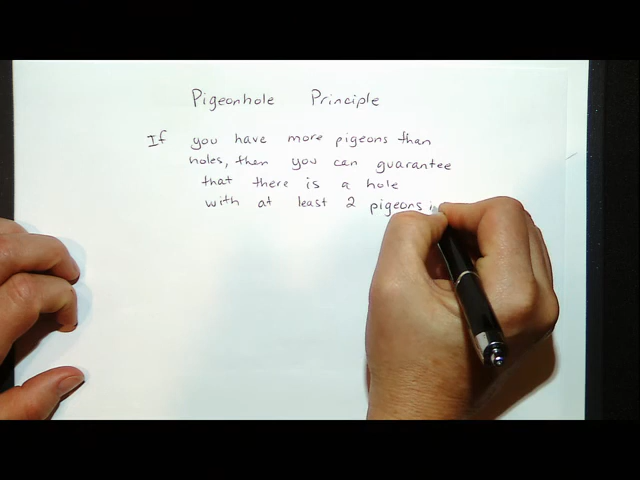 Pigeonhole Principle
If you have more pigeons than
holes, then you can guarantee
that there is a hole
with at least 2 pigeons i